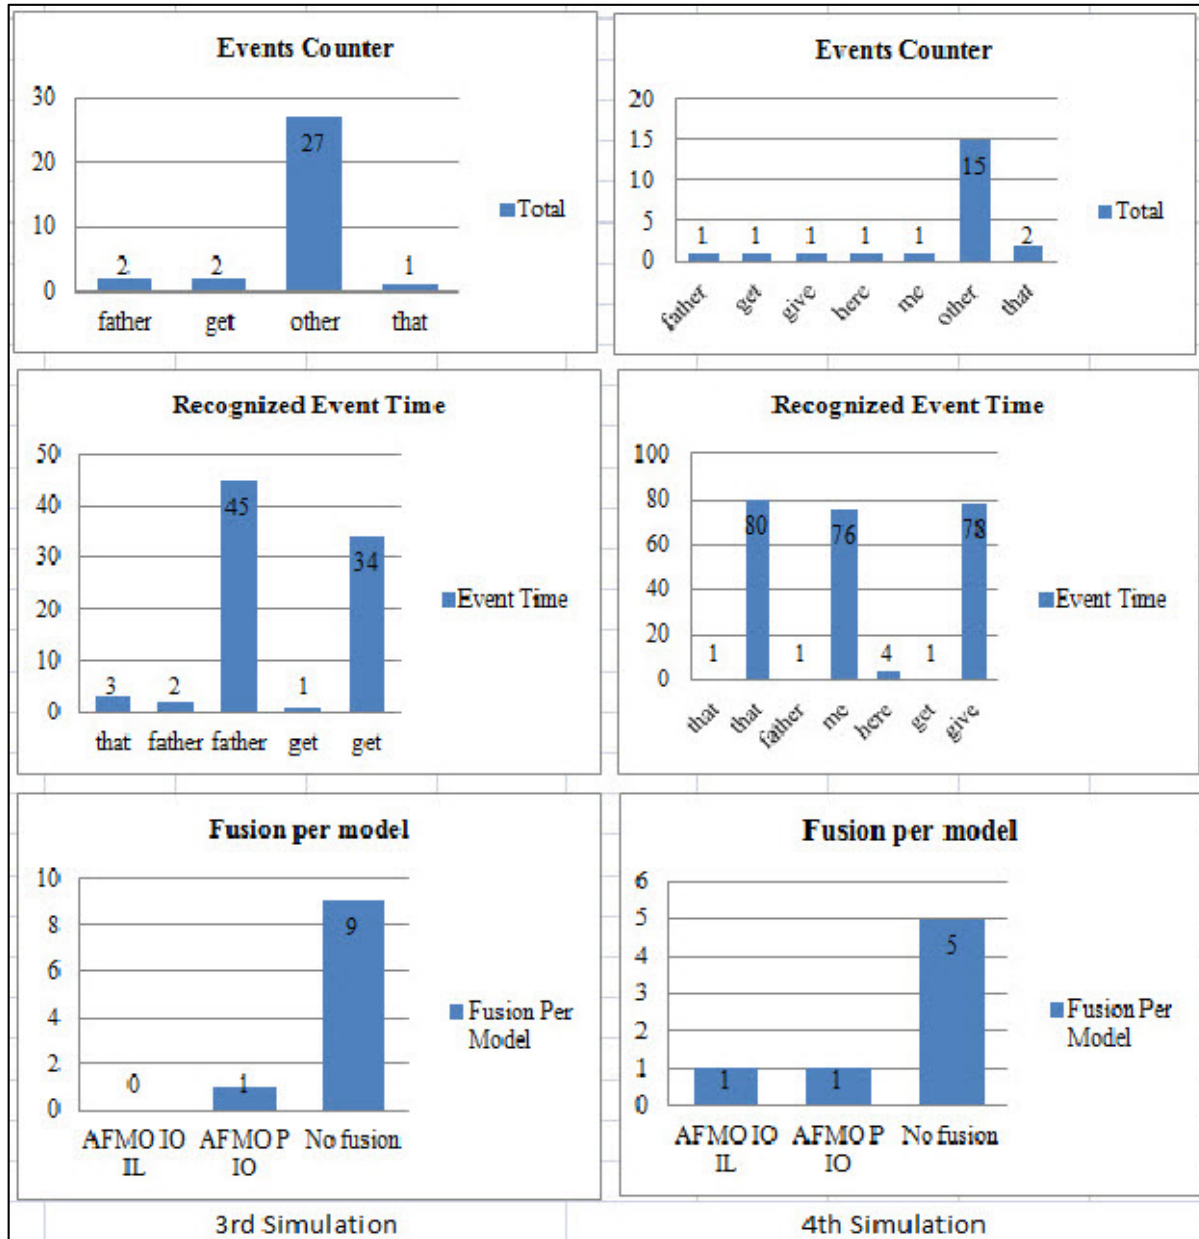 Events Counter
30
20
10
0
2
2
27
1
father
get
other
that
Total
Events Counter
20
15
10
5
0
1
1
1
1
1
15
2
father
get
give
here
me
other
that
Total
Recognized Event Time
50
40
30
20
10
0
3
2
45
1
34
that
father
father
get
get
Event Time
Recognized Event Time
100
80
60
40
20
0
1
80
1
76
4
1
78
that
that
father
me
here
get
give
Event Time
Fusion per model
10
8
6
4
2
0
0
1
9
AFMO IO
IL
AFMO P
IO
No fusion
Fusion Per
Model
Fusion per model
6
5
4
3
2
1
0
1
1
5
AFMO IO
IL
AFMO P
IO
No fusion
Fusion Per
Model
3rd Simulation
4th Simulation